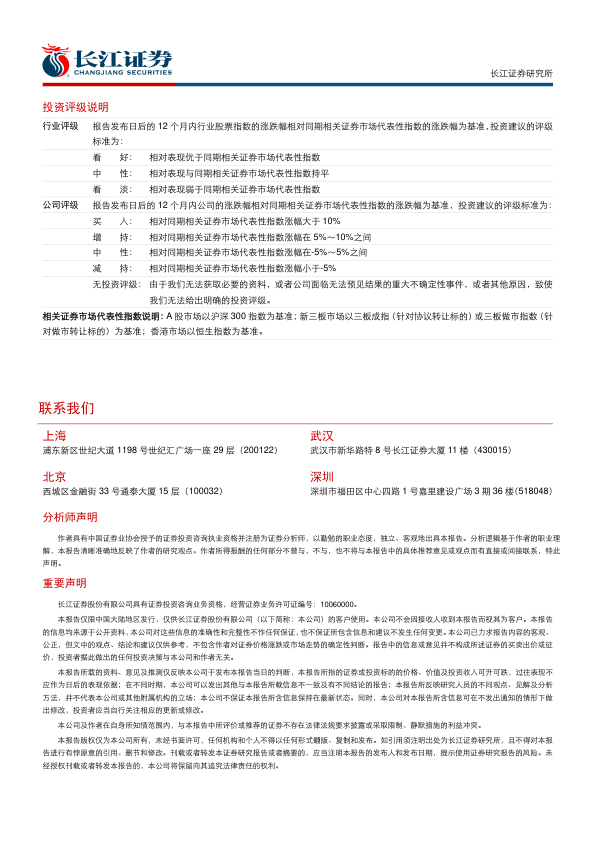 长江证券
CHANGJIANG SECURITIES
长江证券研究所
投资评级说明
行业评级 报告发布日后的 12 个月内行业股票指数的涨跌幅相对同期相关证券市场代表性指数的涨跌幅为基准，投资建议的评级
标准为：
看 好： 相对表现优于同期相关证券市场代表性指数
中 性： 相对表现与同期相关证券市场代表性指数持平
看 淡： 相对表现弱于同期相关证券市场代表性指数
公司评级 报告发布日后的 12 个月内公司的涨跌幅相对同期相关证券市场代表性指数的涨跌幅为基准，投资建议的评级标准为：
买 入： 相对同期相关证券市场代表性指数涨幅大于 10%
增 持： 相对同期相关证券市场代表性指数涨幅在 5%～10%之间
中 性： 相对同期相关证券市场代表性指数涨幅在-5%～5%之间
减 持： 相对同期相关证券市场代表性指数涨幅小于-5%
无投资评级： 由于我们无法获取必要的资料，或者公司面临无法预见结果的重大不确定性事件，或者其他原因，致使
我们无法给出明确的投资评级。
相关证券市场代表性指数说明：A 股市场以沪深 300 指数为基准；新三板市场以三板成指（针对协议转让标的）或三板做市指数（针
对做市转让标的）为基准；香港市场以恒生指数为基准。
联系我们
上海
浦东新区世纪大道 1198 号世纪汇广场一座 29 层（200122）
武汉
武汉市新华路特 8 号长江证券大厦 11 楼（430015）
北京
西城区金融街 33 号通泰大厦 15 层（100032）
深圳
深圳市福田区中心四路 1 号嘉里建设广场 3 期 36 楼（518048）
分析师声明
作者具有中国证券业协会授予的证券投资咨询执业资格并注册为证券分析师，以勤勉的职业态度，独立、客观地出具本报告。分析逻辑基于作者的职业理
解，本报告清晰准确地反映了作者的研究观点。作者所得报酬的任何部分不曾与，不与，也不将与本报告中的具体推荐意见或观点而有直接或间接联系，特此
声明。
重要声明
长江证券股份有限公司具有证券投资咨询业务资格，经营证券业务许可证编号：10060000。
本报告仅限中国大陆地区发行，仅供长江证券股份有限公司（以下简称：本公司）的客户使用。本公司不会因接收人收到本报告而视其为客户。本报告
的信息均来源于公开资料，本公司对这些信息的准确性和完整性不作任何保证，也不保证所包含信息和建议不发生任何变更。本公司已力求报告内容的客观、
公正，但文中的观点、结论和建议仅供参考，不包含作者对证券价格涨跌或市场走势的确定性判断。报告中的信息或意见并不构成所述证券的买卖出价或征
价，投资者据此做出的任何投资决策与本公司和作者无关。
本报告所载的资料、意见及推测仅反映本公司于发布本报告当日的判断，本报告所指的证券或投资标的的价格、价值及投资收入可升可跌，过往表现不
应作为日后的表现依据；在不同时期，本公司可以发出其他与本报告所载信息不一致及有不同结论的报告；本报告所反映研究人员的不同观点、见解及分析
方法，并不代表本公司或其他附属机构的立场；本公司不保证本报告所含信息保持在最新状态。同时，本公司对本报告所含信息可在不发出通知的情形下做
出修改，投资者应当自行关注相应的更新或修改。
本公司及作者在自身所知情范围内，与本报告中所评价或推荐的证券不存在法律法规要求披露或采取限制、静默措施的利益冲突。
本报告版权仅为本公司所有，未经书面许可，任何机构和个人不得以任何形式翻版、复制和发布。如引用须注明出处为长江证券研究所，且不得对本报
告进行有悖原意的引用、删节和修改。刊载或者转发本证券研究报告或者摘要的，应当注明本报告的发布人和发布日期，提示使用证券研究报告的风险。未
经授权刊载或者转发本报告的，本公司将保留向其追究法律责任的权利。